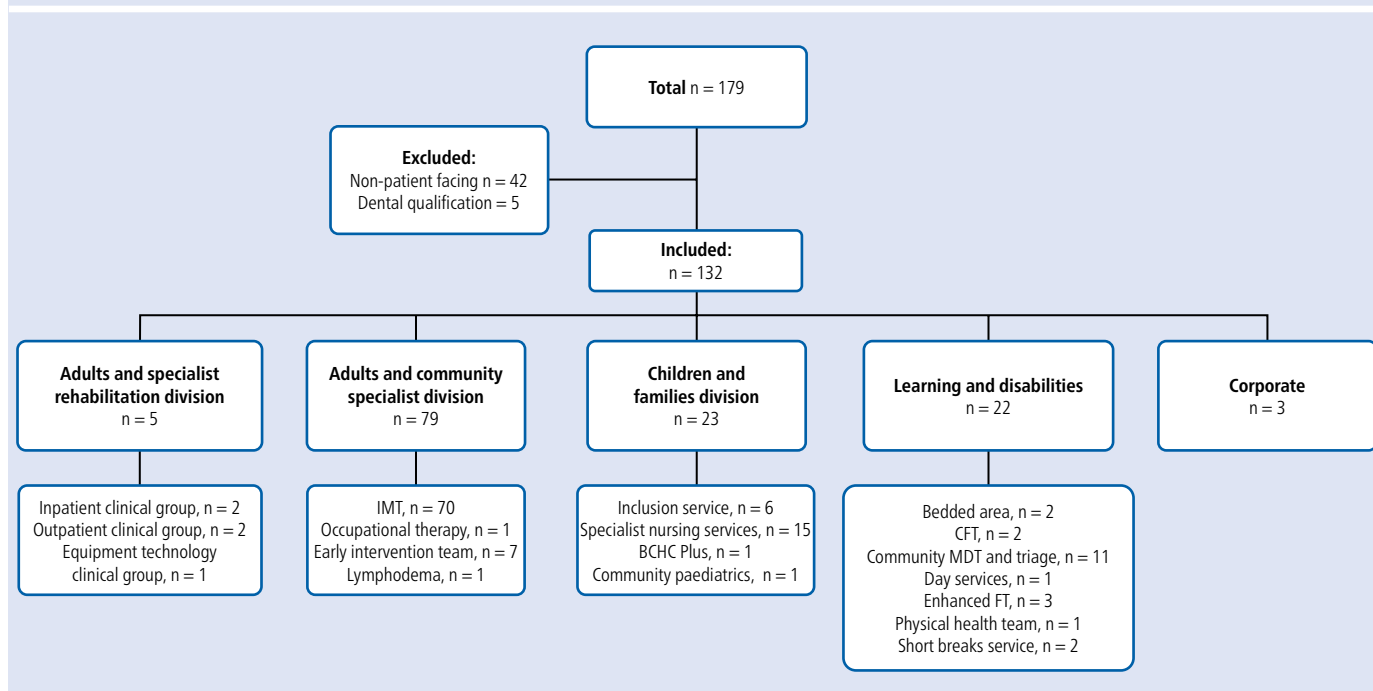 Total n = 179
Excluded:
Non-patient facing n = 42
Dental qualification = 5
Included:
n = 132
Adults and specialist
rehabilitation division
n = 5
Adults and community
specialist division
n = 79
Children and
families division
n = 23
Learning and disabilities
n = 22
Corporate
n = 3
Inpatient clinical group, n = 2
Outpatient clinical group, n = 2
Equipment technology
clinical group, n = 1
IMT, n = 70
Occupational therapy, n = 1
Early intervention team, n = 7
Lymphodema, n = 1
Inclusion service, n = 6
Specialist nursing services, n = 15
BCHC Plus, n = 1
Community paediatrics, n = 1
Bedded area, n = 2
CFT, n = 2
Community MDT and triage, n = 11
Day services, n = 1
Enhanced FT, n = 3
Physical health team, n = 1
Short breaks service, n = 2